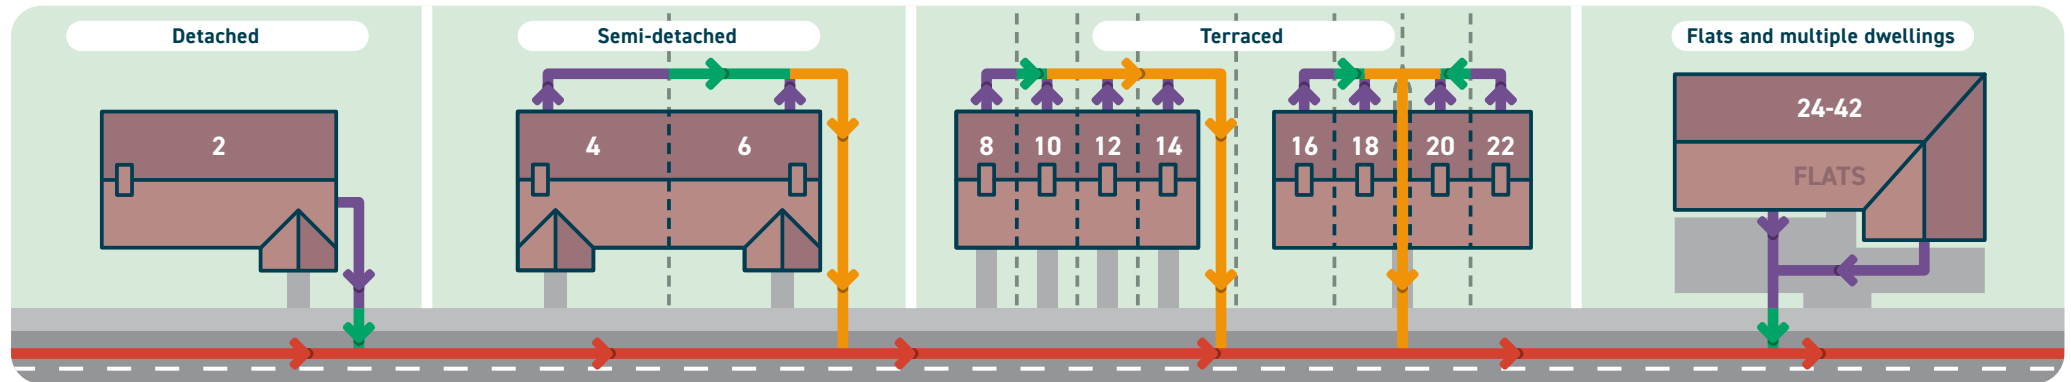 Detached
Semi-detached
Terraced
Flats and multiple dwellings
2
4
6
8
10
12
14
16
18
20
22
24-42
FLATS